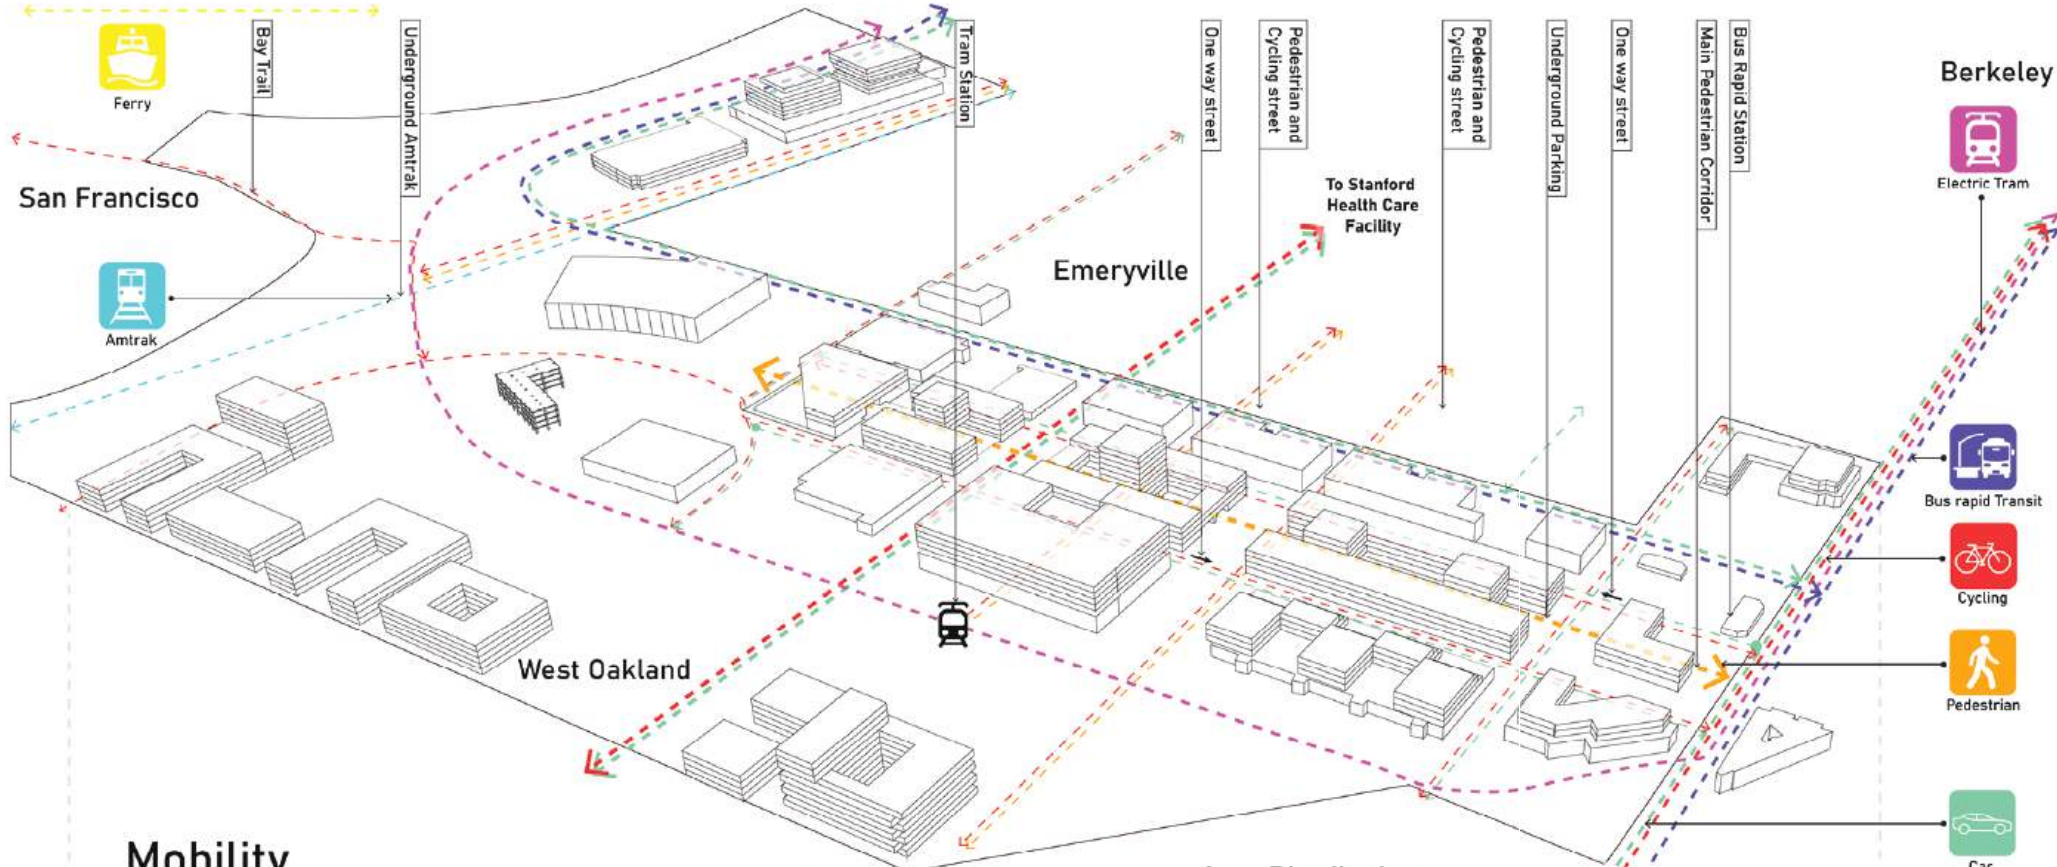 Ferry
Bay Trail
Underground Amtrak
Tram Station
One way street
Pedestrian and
Cycling street
Pedestrian and
Cycling street
Underground Parking
One way street
Main Pedestrian Corridor
Bus Rapid Station
Berkeley
Electric Tram
San Francisco
To Stanford
Health Care
Facility
Emeryville
Amtrak
Bus rapid Transit
Cycling
West Oakland
Pedestrian
Mobility
Car